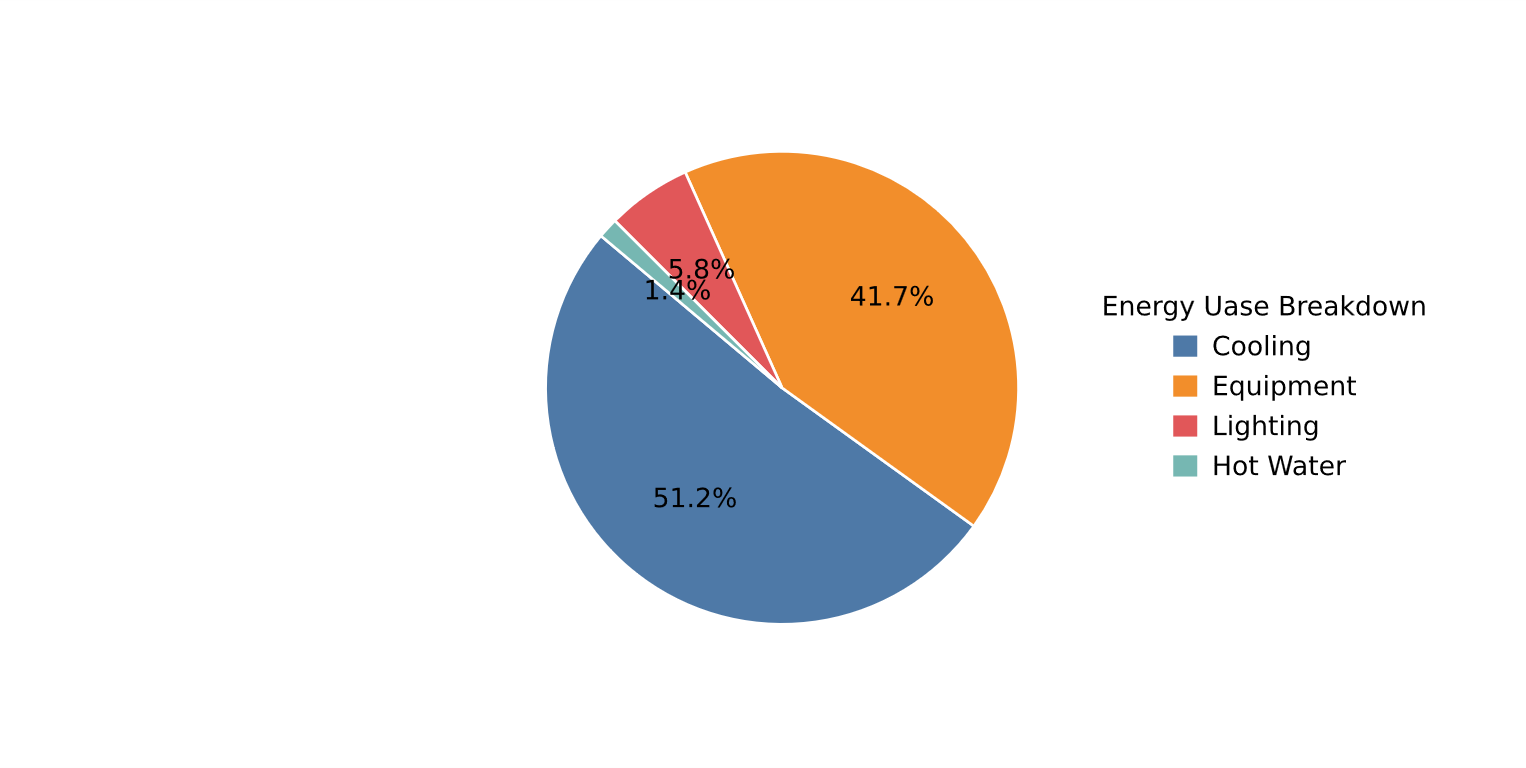 5.8%
1.4%
41.7%
51.2%
Energy Uase Breakdown
Cooling
Equipment
Lighting
Hot Water